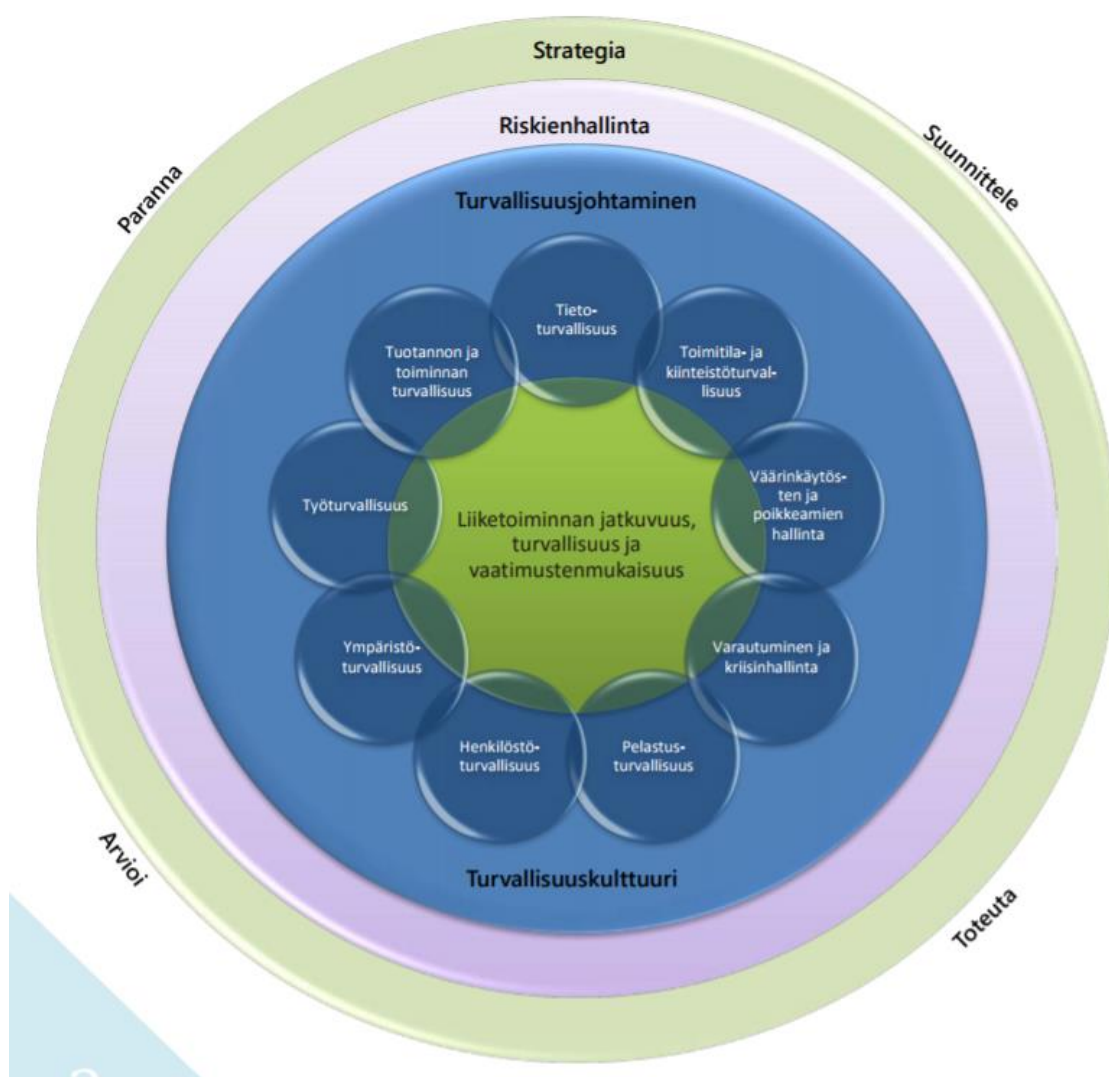 Strategia
Suunnittele
Paranna
Riskienhallinta
Turvallisuusjohtaminen
Tieto-
turvallisuus
Toimitila- ja
kiinteistöturval-
lisuus
Väärinkäytös-
ten ja
poikkeamien
hallinta
Varautuminen ja
kriisinhallinta
Pelastus-
turvallisuus
Henkilöstö-
turvallisuus
Ympäristö-
turvallisuus
Työturvallisuus
Tuotannon ja
toiminnan
turvallisuus
Liiketoiminnan jatkuvuus,
turvallisuus ja
vaatimustenmukaisuus
Turvallisuuskulttuuri
Arvioi
Toteuta